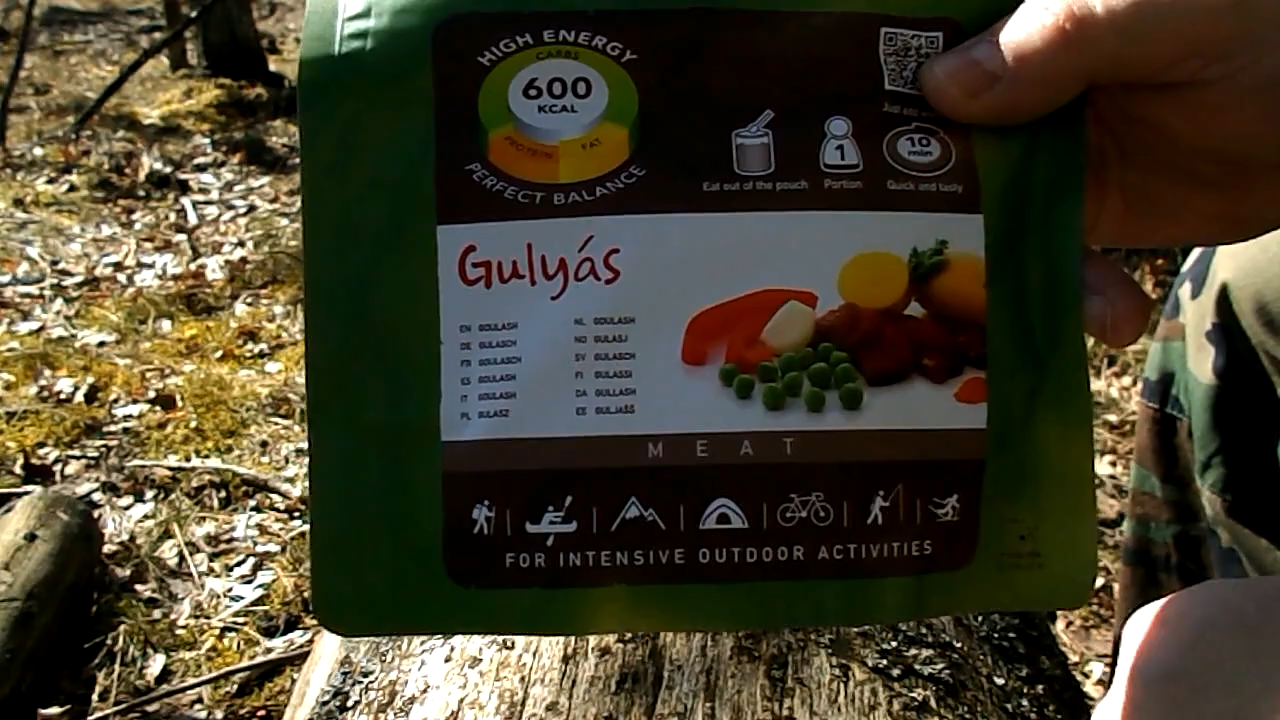 HIGH ENERGY
CARBS
600
KCAL
PROTEIN
FAT
PERFECT BALANCE
Eat out of the pouch
1
Portion
Just add
10
min
Quick and tasty
Gulyás
EN GOULASH
DE GULASCH
FR GOULASCH
ES GOULASH
IT GOULASH
PL GULASZ
NL GOULASH
NO GULASJ
SV GULASCH
FI GULASSI
DA GULLASH
EE GULJAŠŠ
MEAT
FOR INTENSIVE OUTDOOR ACTIVITIES